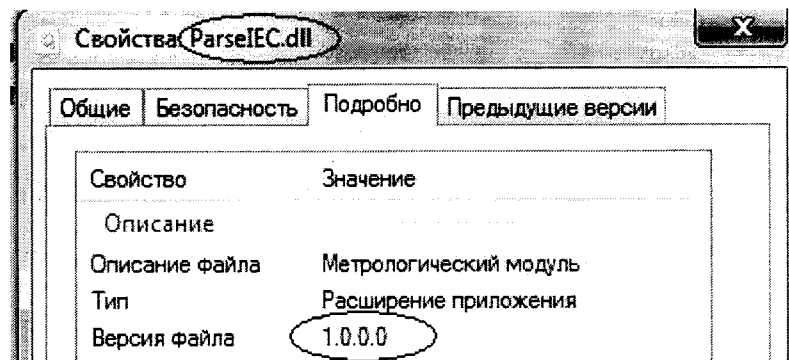 Свойства: ParseIEC.dll
X
Общие Безопасность Подробно Предыдущие версии
Свойство Значение
Описание
Описание файла Метрологический модуль
Тип Расширение приложения
Версия файла 1.0.0.0